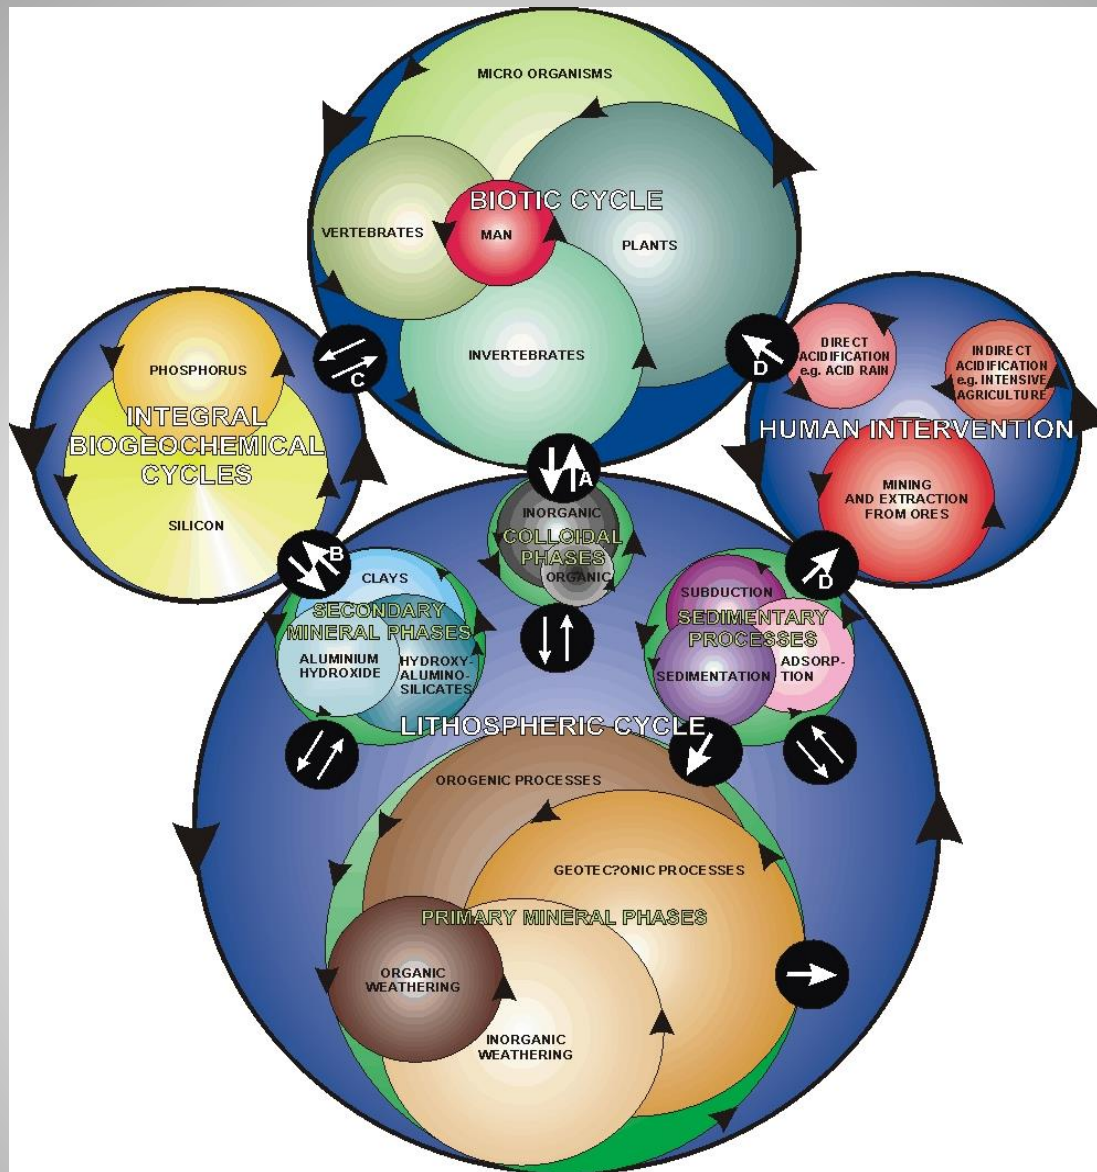 MICRO ORGANISMS
BIOTIC CYCLE
VERTEBRATES
MAN
PLANTS
INVERTEBRATES
C
D
PHOSPHORUS
INTEGRAL
BIOGEOCHEMICAL
CYCLES
SILICON
DIRECT
ACIDIFICATION
e.g. ACID RAIN
INDIRECT
ACIDIFICATION
e.g. INTENSIVE
AGRICULTURE
HUMAN INTERVENTION
MINING
AND EXTRACTION
FROM ORES
A
B
D
INORGANIC
COLLOIDAL
PHASES
ORGANIC
CLAYS
SECONDARY
MINERAL PHASES
ALUMINIUM
HYDROXIDE
HYDROXY-
ALUMINO-
SILICATES
SUBDUCTION
SEDIMENTARY
PROCESSES
SEDIMENTATION
ADSORP-
TION
LITHOSPHERIC CYCLE
OROGENIC PROCESSES
GEOTEC?ONIC PROCESSES
PRIMARY MINERAL PHASES
ORGANIC
WEATHERING
INORGANIC
WEATHERING